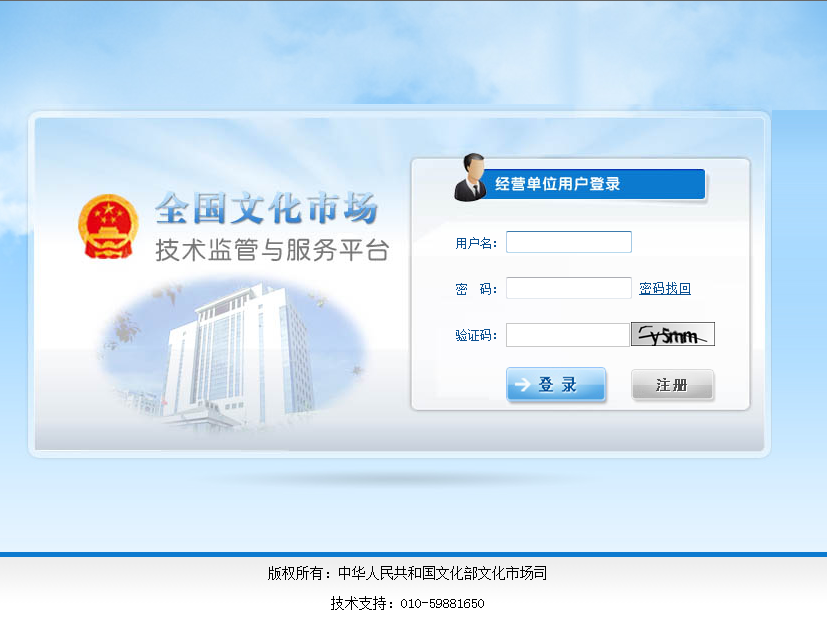 全国文化市场
技术监管与服务平台
经营单位用户登录
用户名：
密 码：
密码找回
验证码：
登 录
注 册
版权所有：中华人民共和国文化部文化市场司
技术支持：010-59881650